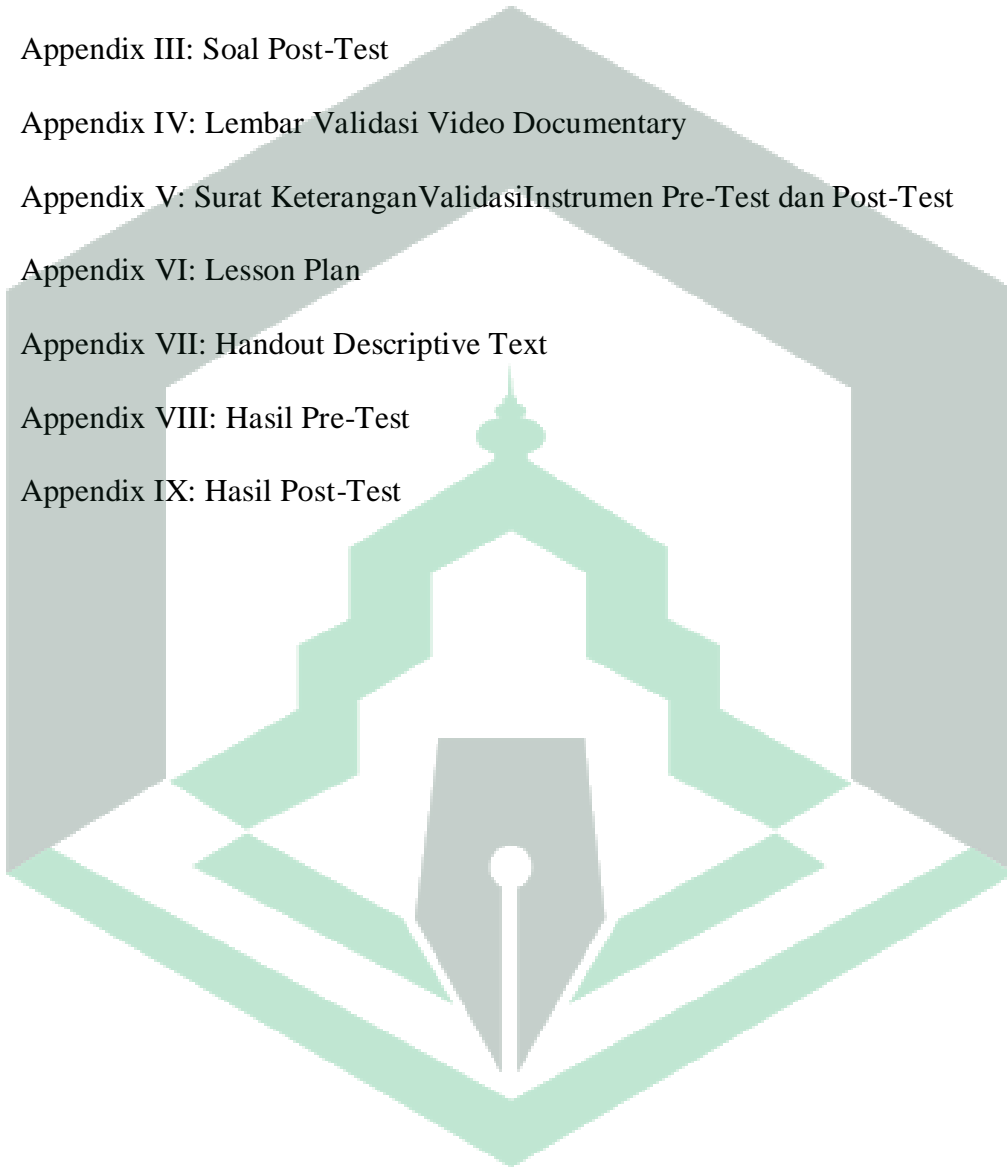 Appendix III: Soal Post-Test
Appendix IV: Lembar Validasi Video Documentary
Appendix V: Surat KeteranganValidasiInstrumen Pre-Test dan Post-Test
Appendix VI: Lesson Plan
Appendix VII: Handout Descriptive Text
Appendix VIII: Hasil Pre-Test
Appendix IX: Hasil Post-Test